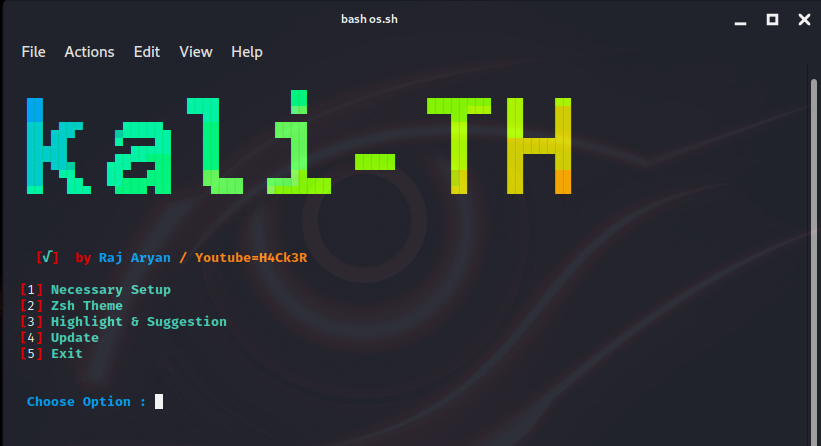 bash os.sh
File Actions Edit View Help
kali-TH
[√] by Raj Aryan / Youtube=H4Ck3R
[1] Necessary Setup
[2] Zsh Theme
[3] Highlight & Suggestion
[4] Update
[5] Exit
Choose Option :